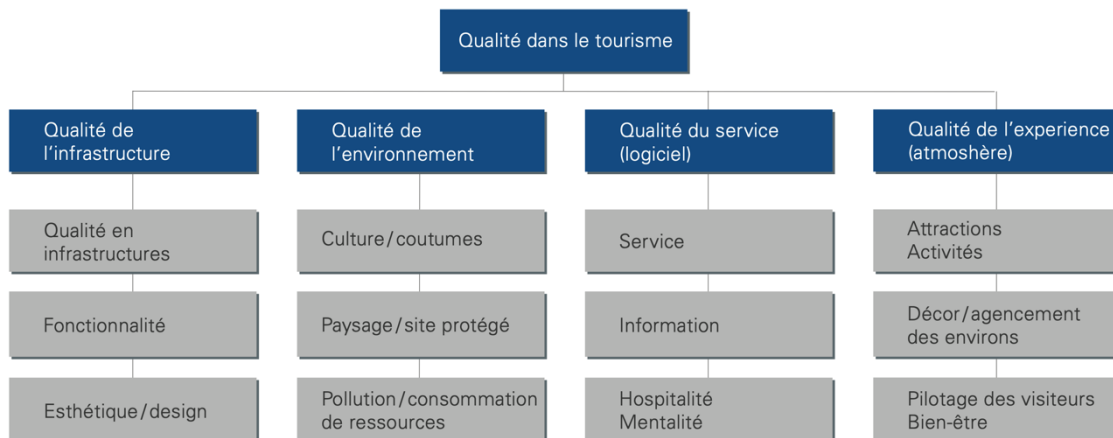 Qualité dans le tourisme
Qualité de
l'infrastructure
Qualité de
l'environnement
Qualité du service
(logiciel)
Qualité de l'experience
(atmoshère)
Qualité en
infrastructures
Culture/coutumes
Service
Attractions
Activités
Fonctionnalité
Paysage/site protégé
Information
Décor/agencement
des environs
Esthétique/design
Pollution/consommation
de ressources
Hospitalité
Mentalité
Pilotage des visiteurs
Bien-être